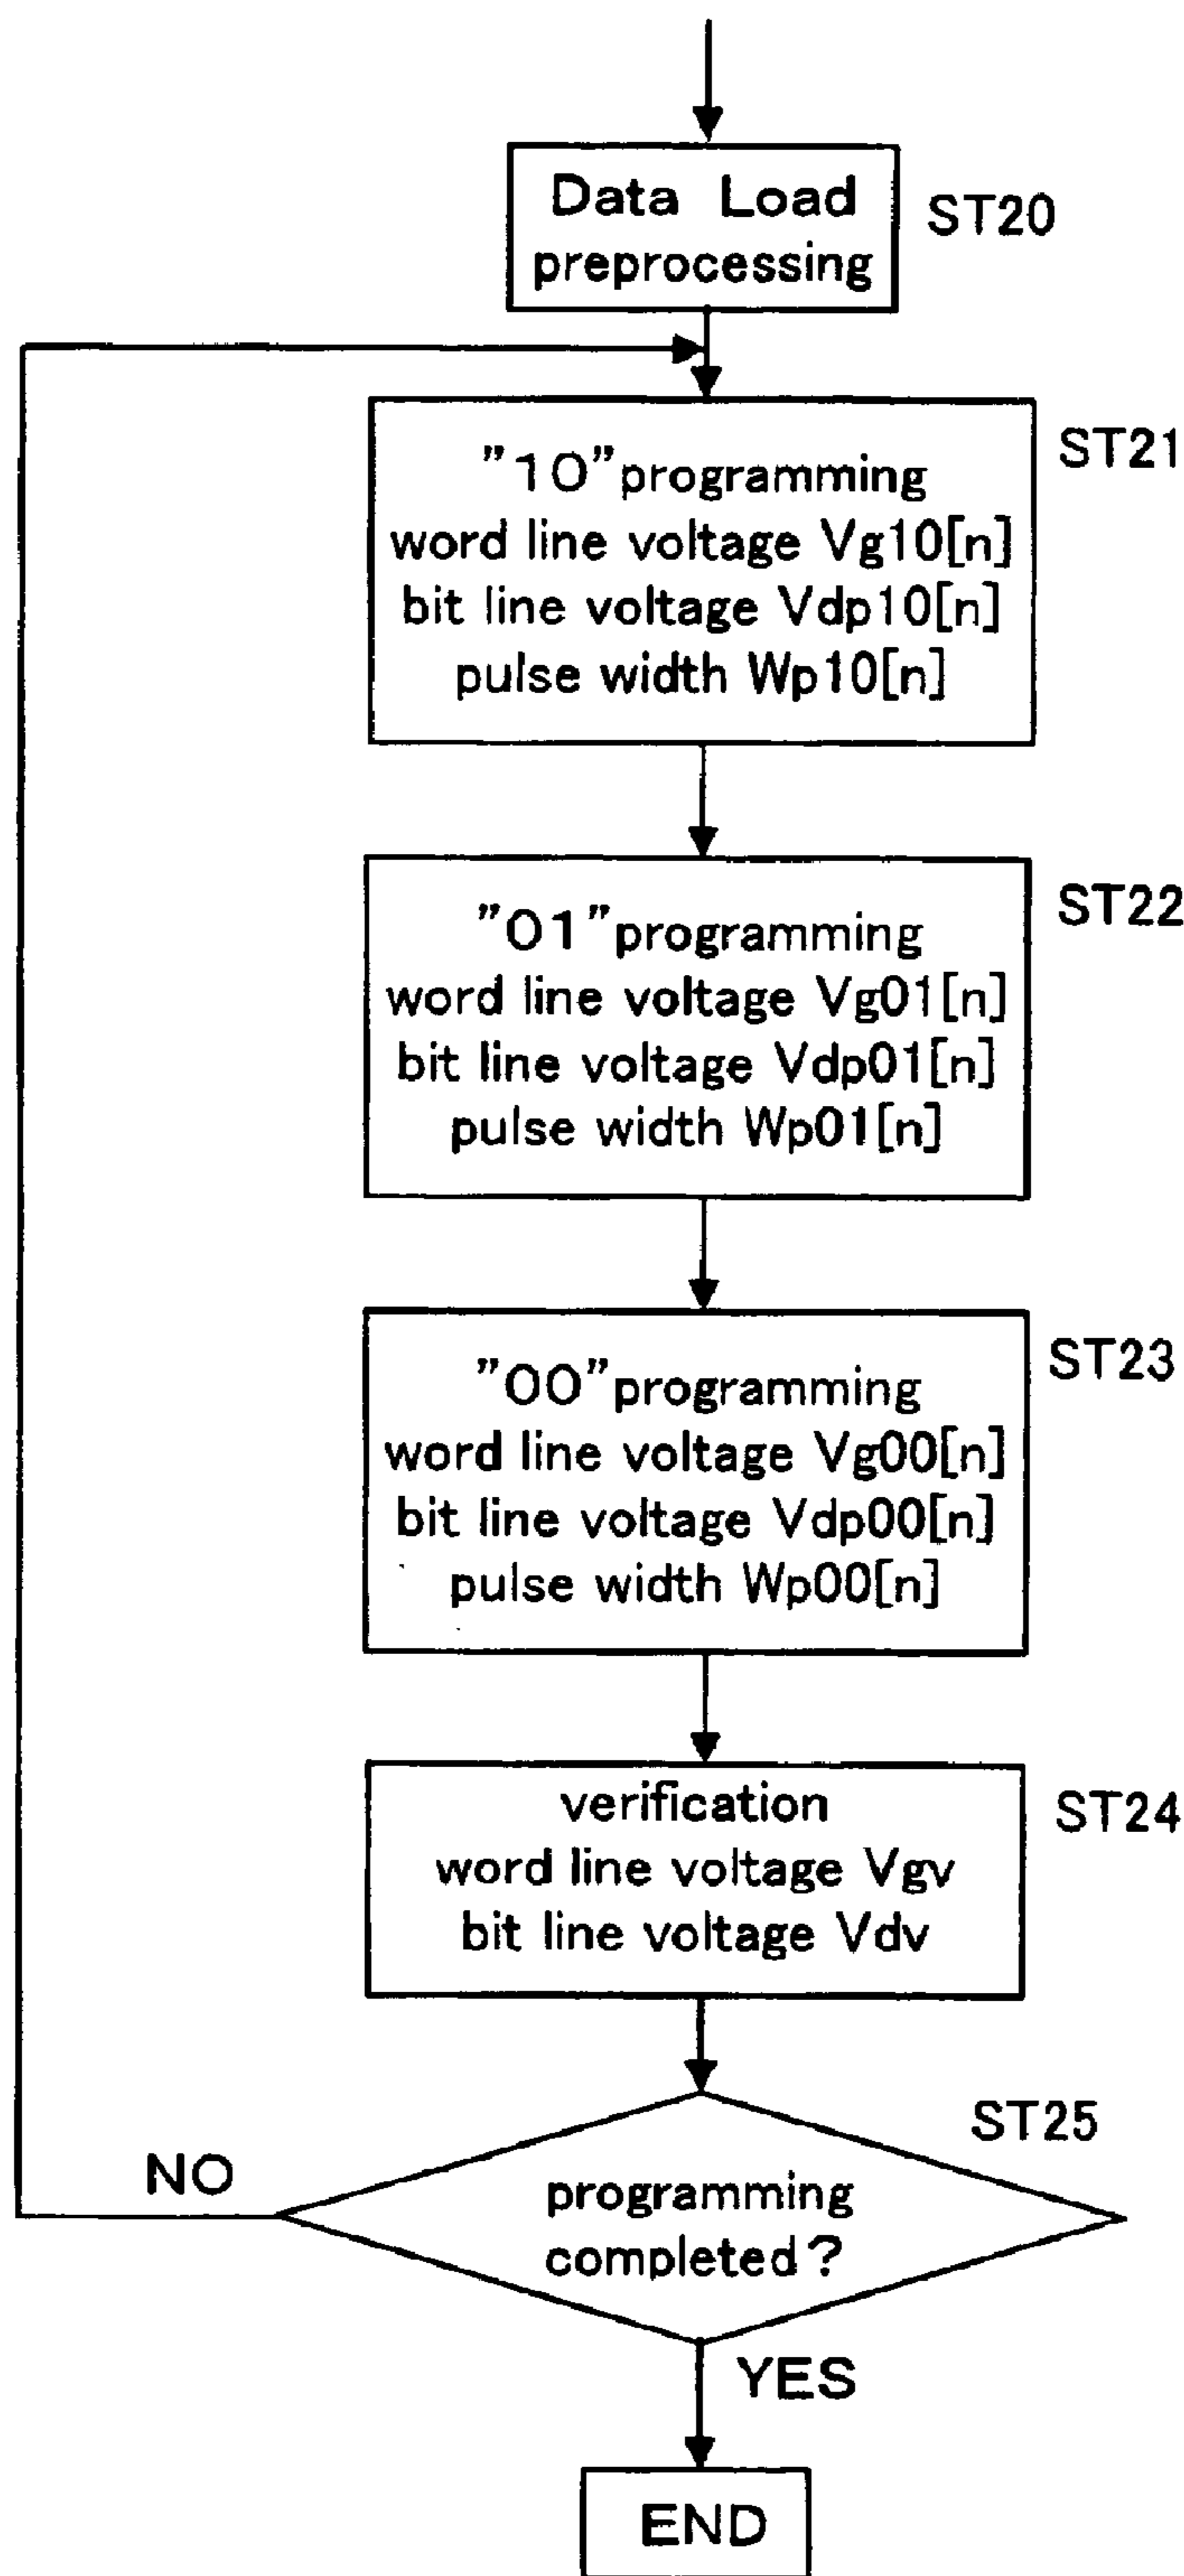 Data Load
preprocessing
ST20
"10"programming
word line voltage Vg10[n]
bit line voltage Vdp10[n]
pulse width Wp10[n]
ST21
"01"programming
word line voltage Vg01[n]
bit line voltage Vdp01[n]
pulse width Wp01[n]
ST22
"00"programming
word line voltage Vg00[n]
bit line voltage Vdp00[n]
pulse width Wp00[n]
ST23
verification
word line voltage Vgv
bit line voltage Vdv
ST24
programming
completed?
ST25
NO
YES
END